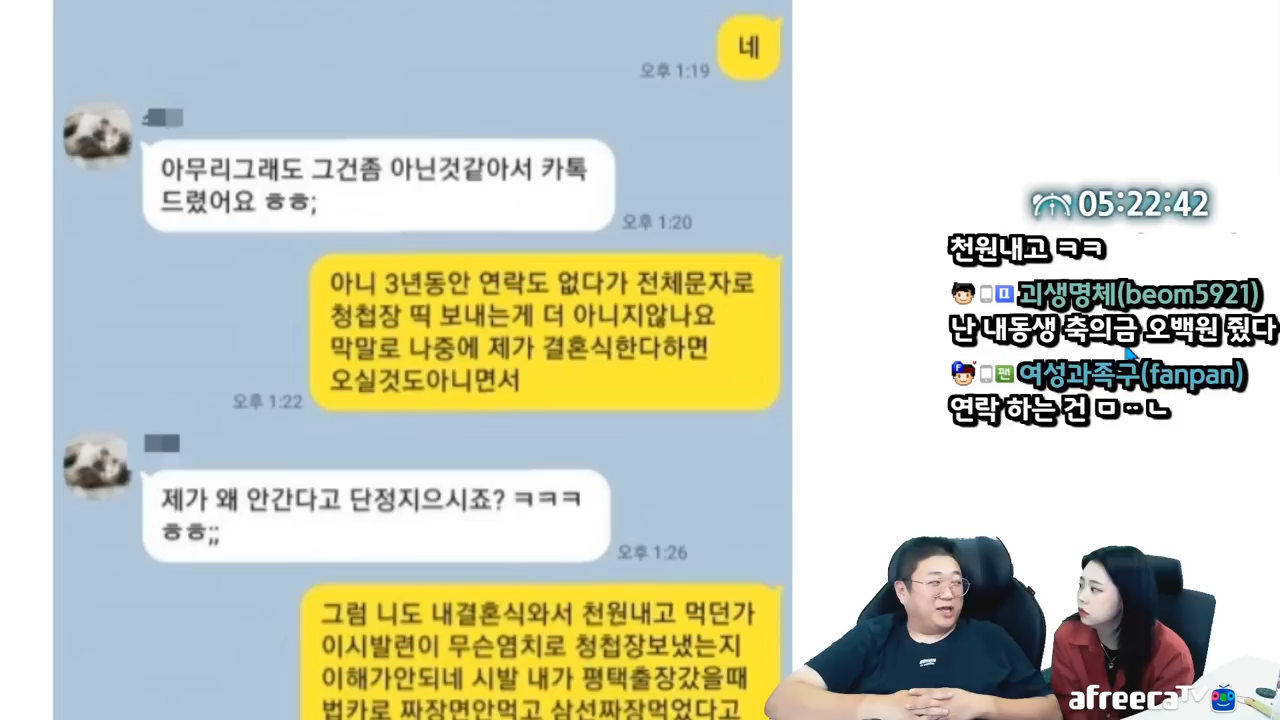 네
오후 1:19
아무리그래도 그건좀 아닌것같아서 카톡
드렸어요 ㅎㅎ;
오후 1:20
아니 3년동안 연락도 없다가 전체문자로
청첩장 띡 보내는게 더 아니지않나요
막말로 나중에 제가 결혼식한다하면
오실것도아니면서
오후 1:22
제가 왜 안간다고 단정지으시죠? ㅋㅋㅋ
ㅎㅎ;;
오후 1:26
그럼 니도 내결혼식와서 천원내고 먹던가
이시발련이 무슨염치로 청첩장보냈는지
이해가안되네 시발 내가 평택출장갔을때
먹고 삼선짜장먹었다고
05:22:42
천원내고 ㅋㅋ
괴생명체(beom5921)
난 내동생 축의금 오백원 줬다
팬 여성과족구(fanpan)
연락 하는 건 ㅁㅡㄴ
afreecaTV